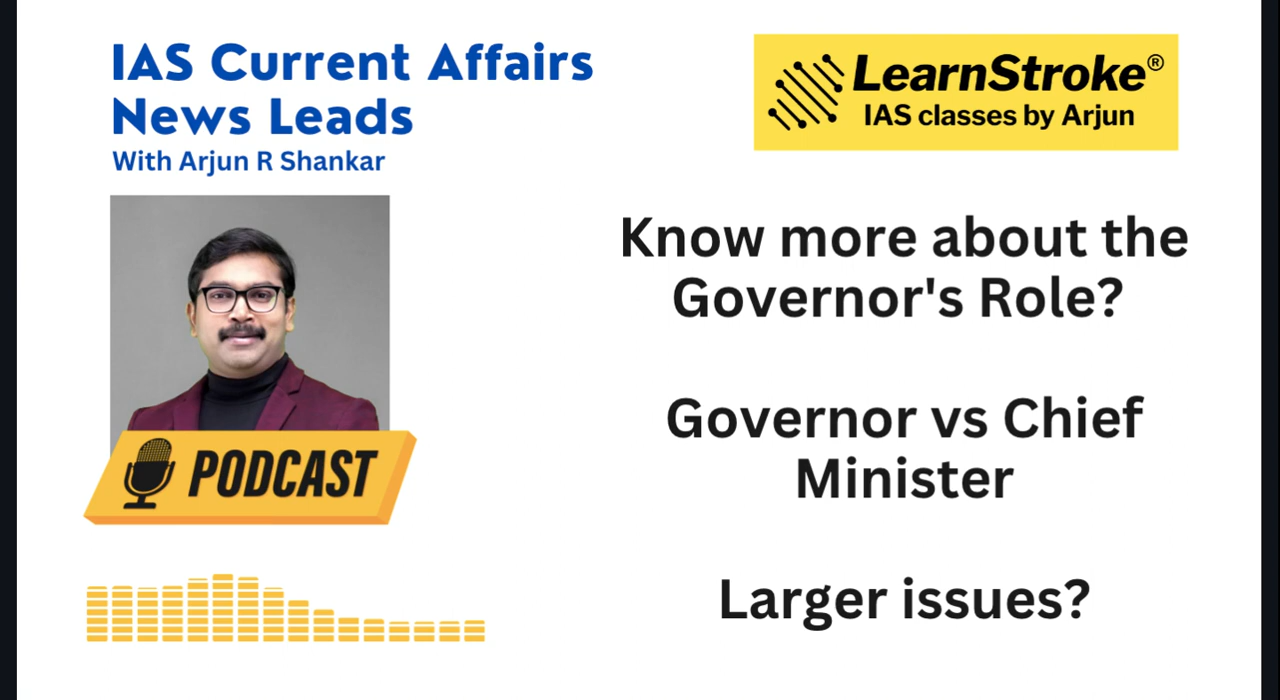 IAS Current Affairs
News Leads
With Arjun R Shankar
LearnStroke®
IAS classes by Arjun
PODCAST
Know more about the
Governor's Role?
Governor vs Chief
Minister
Larger issues?